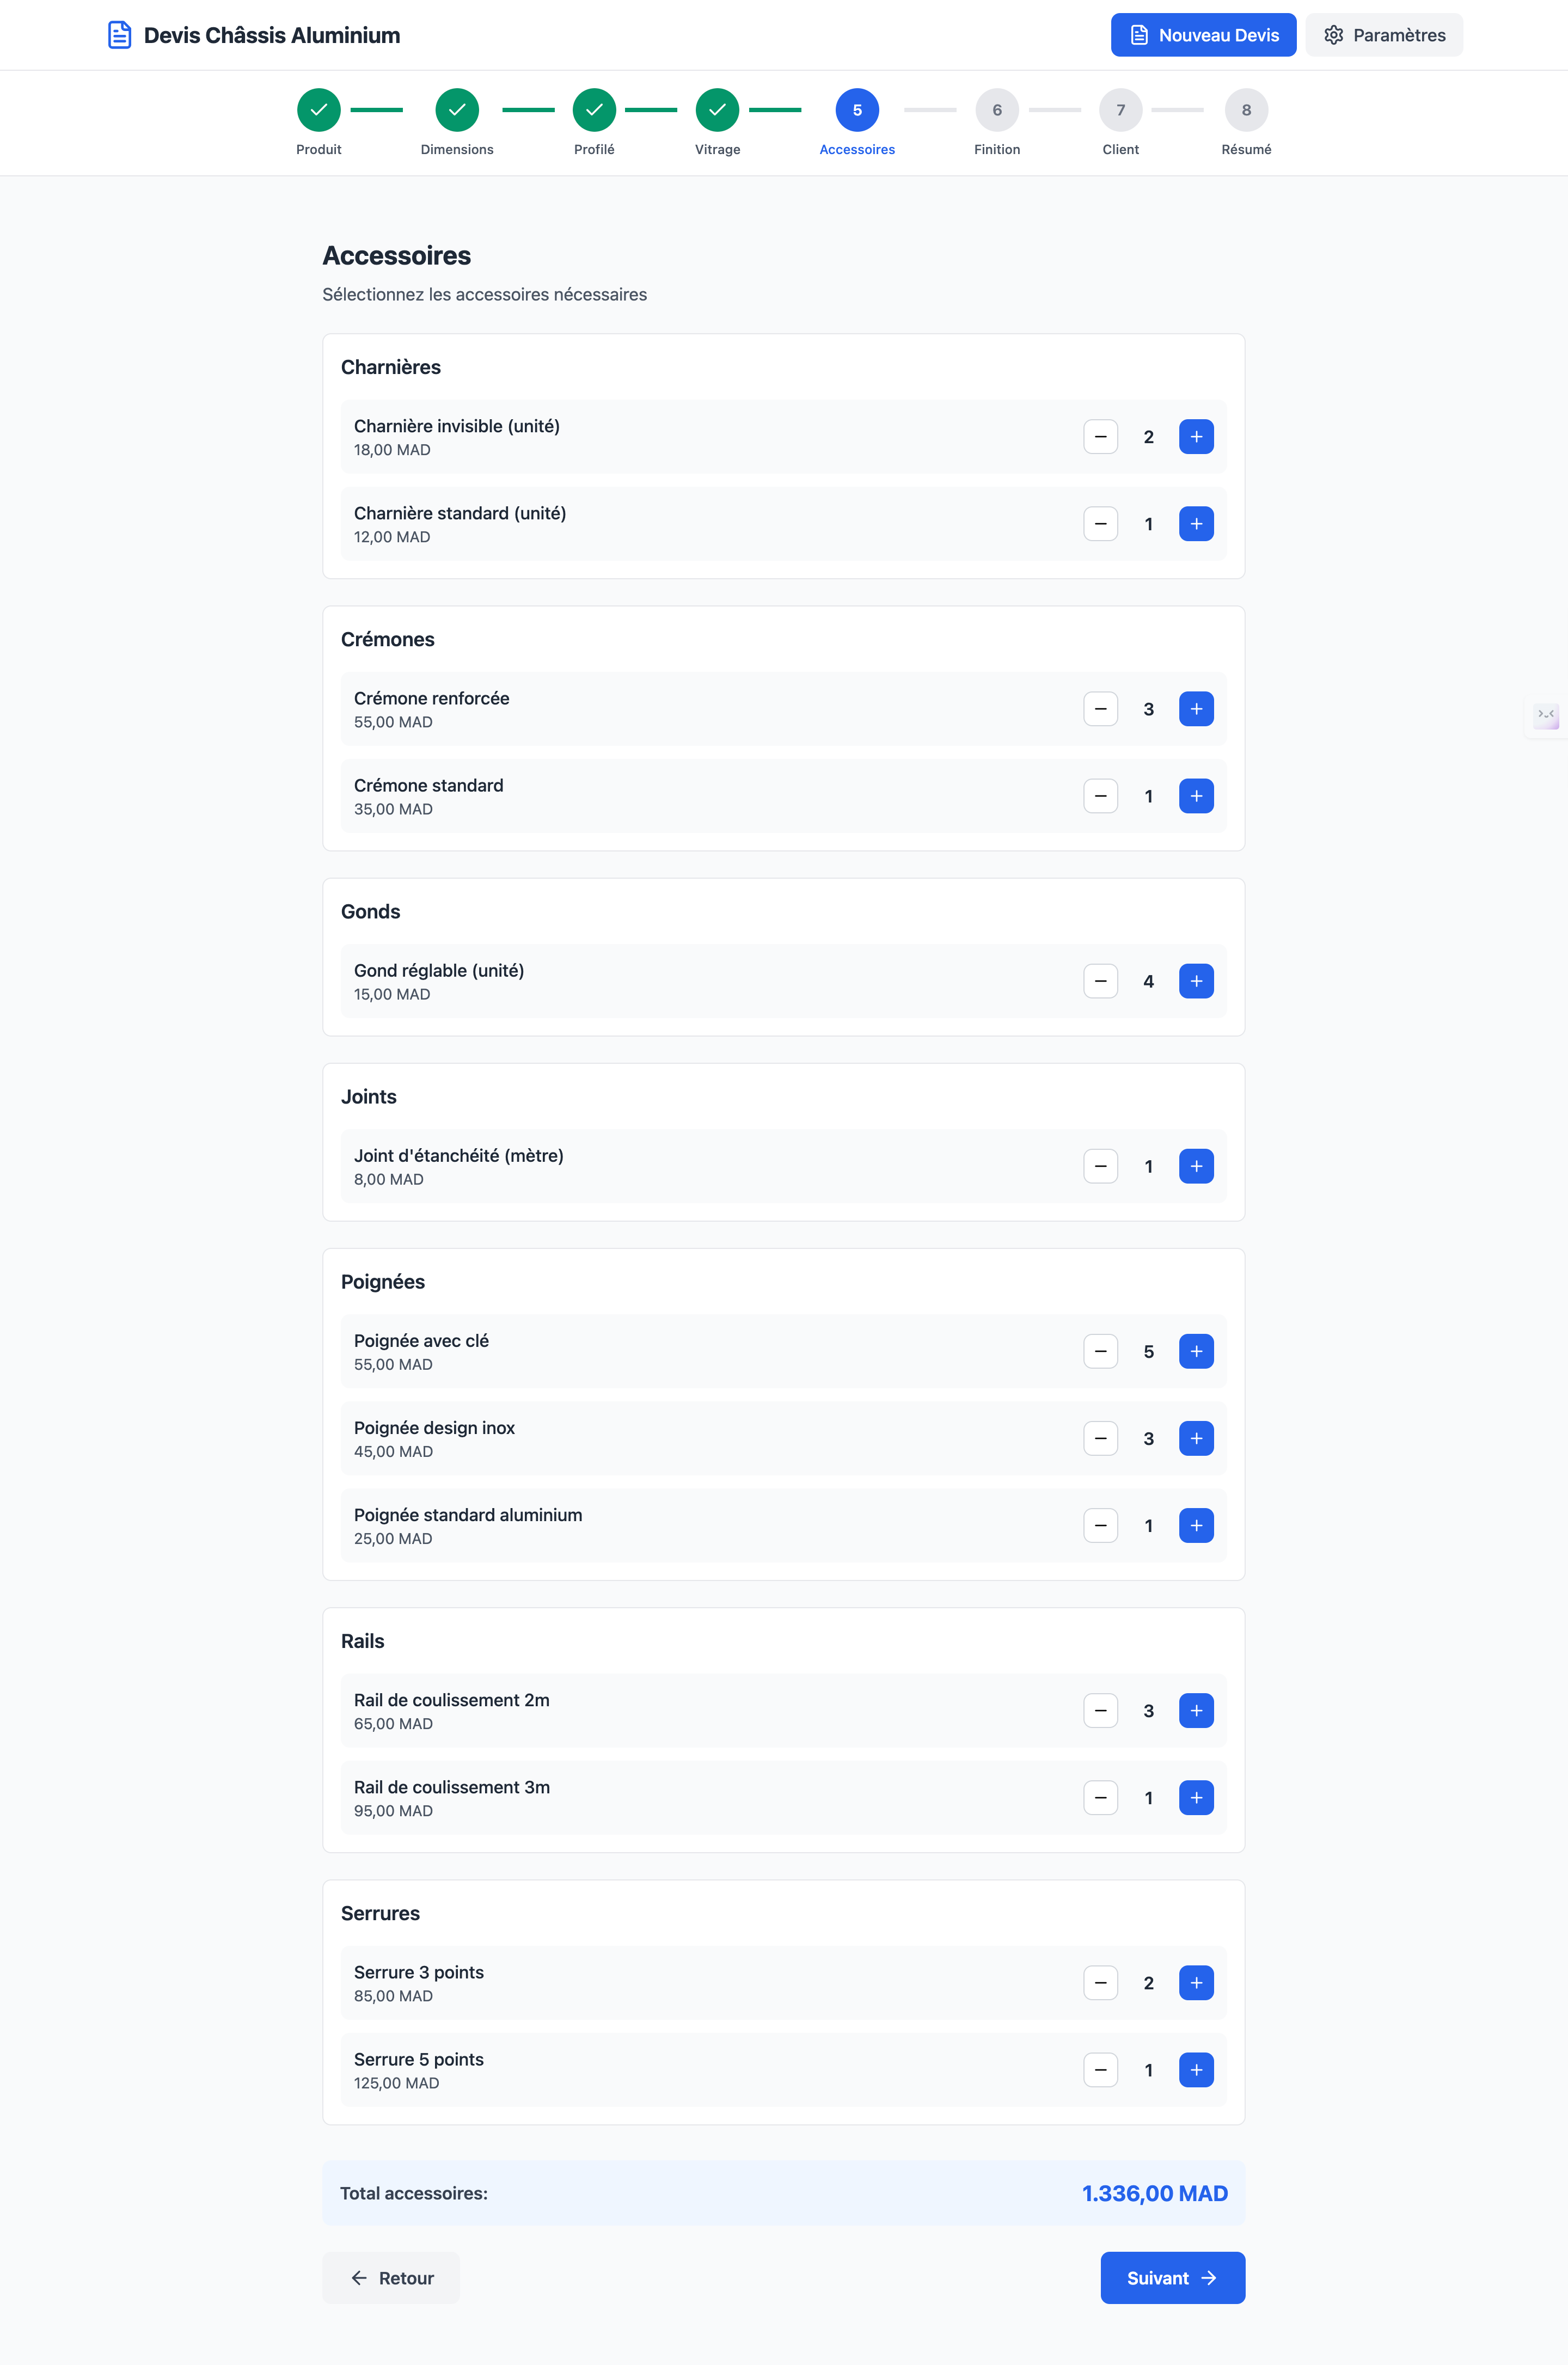 Devis Châssis Aluminium
Nouveau Devis
Paramètres
5
6
7
8
Produit
Dimensions
Profilé
Vitrage
Accessoires
Finition
Client
Résumé
Accessoires
Sélectionnez les accessoires nécessaires
Charnières
Charnière invisible (unité)
18,00 MAD
2
Charnière standard (unité)
12,00 MAD
1
Crémones
Crémone renforcée
55,00 MAD
3
Crémone standard
35,00 MAD
1
Gonds
Gond réglable (unité)
15,00 MAD
4
Joints
Joint d'étanchéité (mètre)
8,00 MAD
1
Poignées
Poignée avec clé
55,00 MAD
5
Poignée design inox
45,00 MAD
3
Poignée standard aluminium
25,00 MAD
1
Rails
Rail de coulissement 2m
65,00 MAD
3
Rail de coulissement 3m
95,00 MAD
1
Serrures
Serrure 3 points
85,00 MAD
2
Serrure 5 points
125,00 MAD
1
Total accessoires:
1.336,00 MAD
Retour
Suivant